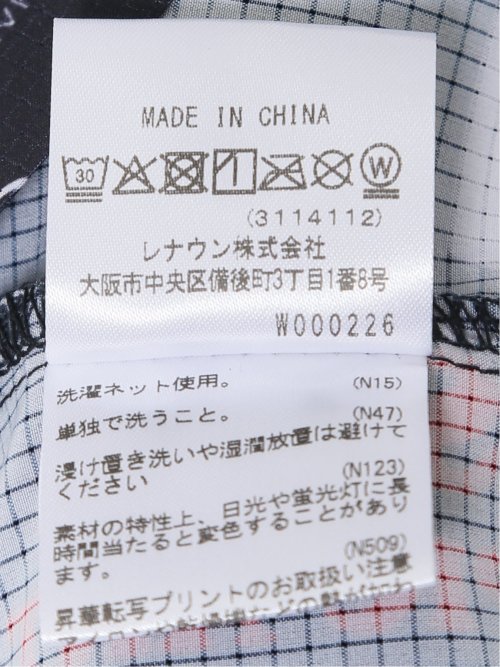 MADE IN CHINA
30
W
(3114112)
レナウン株式会社
大阪市中央区備後町3丁目1番8号
W000226
洗濯ネット使用。 (N15)
単独で洗うこと。 (N47)
浸け置き洗いや湿潤放置は避けて
ください (N123)
素材の特性上、日光や蛍光灯に長
時間当たると変色することがあり
ます。 (N509)
昇華転写プリントのお取扱い注意